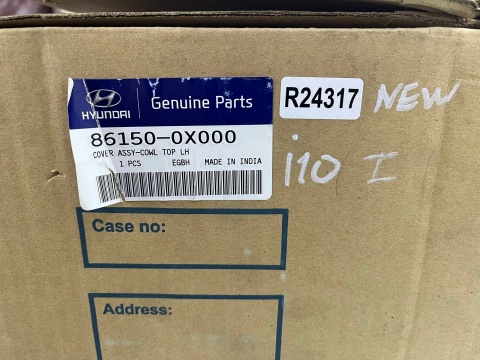 HYUNDAI
Genuine Parts
R24317
NEW
86150-0X000
COVER ASSY-COWL TOP LH
1 PCS EGBH MADE IN INDIA
i10 I
Case no:
Address: